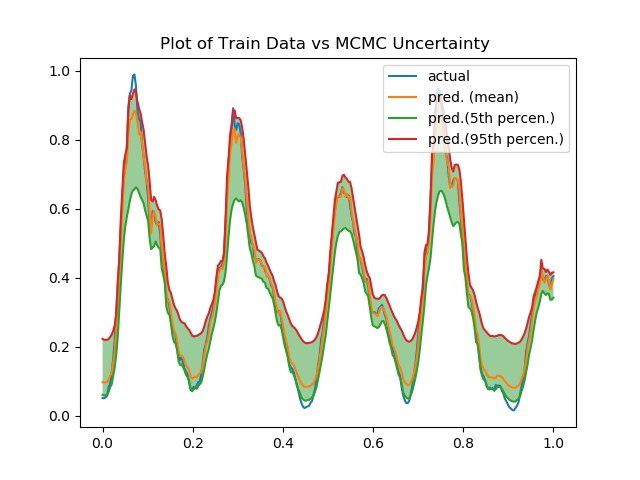 Plot of Train Data vs MCMC Uncertainty
actual
pred. (mean)
pred.(5th percen.)
pred.(95th percen.)
1.0
0.8
0.6
0.4
0.2
0.0
0.0 0.2 0.4 0.6 0.8 1.0